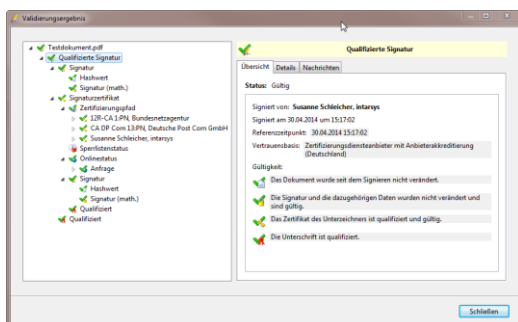 Validierungsergebnis
Testdokument.pdf
Qualifizierte Signatur
Signatur
Hashwert
Signatur (math.)
Signaturzertifikat
Zertifizierungspfad
12R-CA 1:PN, Bundesnetzagentur
CA DP Com 13:PN, Deutsche Post Com GmbH
Susanne Schleicher, intarsys
Sperrlistenstatus
Onlinestatus
Anfrage
Signatur
Hashwert
Signatur (math.)
Qualifiziert
Qualifiziert
Qualifizierte Signatur
Übersicht Details Nachrichten
Status: Gültig
Signiert von: Susanne Schleicher, intarsys
Signiert am 30.04.2014 um 15:17:02
Referenzzeitpunkt: 30.04.2014 15:17:02
Vertrauensbasis: Zertifizierungsdiensteanbieter mit Anbieterakkreditierung
(Deutschland)
Gültigkeit:
Das Dokument wurde seit dem Signieren nicht verändert.
Die Signatur und die dazugehörigen Daten wurden nicht verändert und
sind gültig.
Das Zertifikat des Unterzeichners ist qualifiziert und gültig.
Die Unterschrift ist qualifiziert.
Schließen